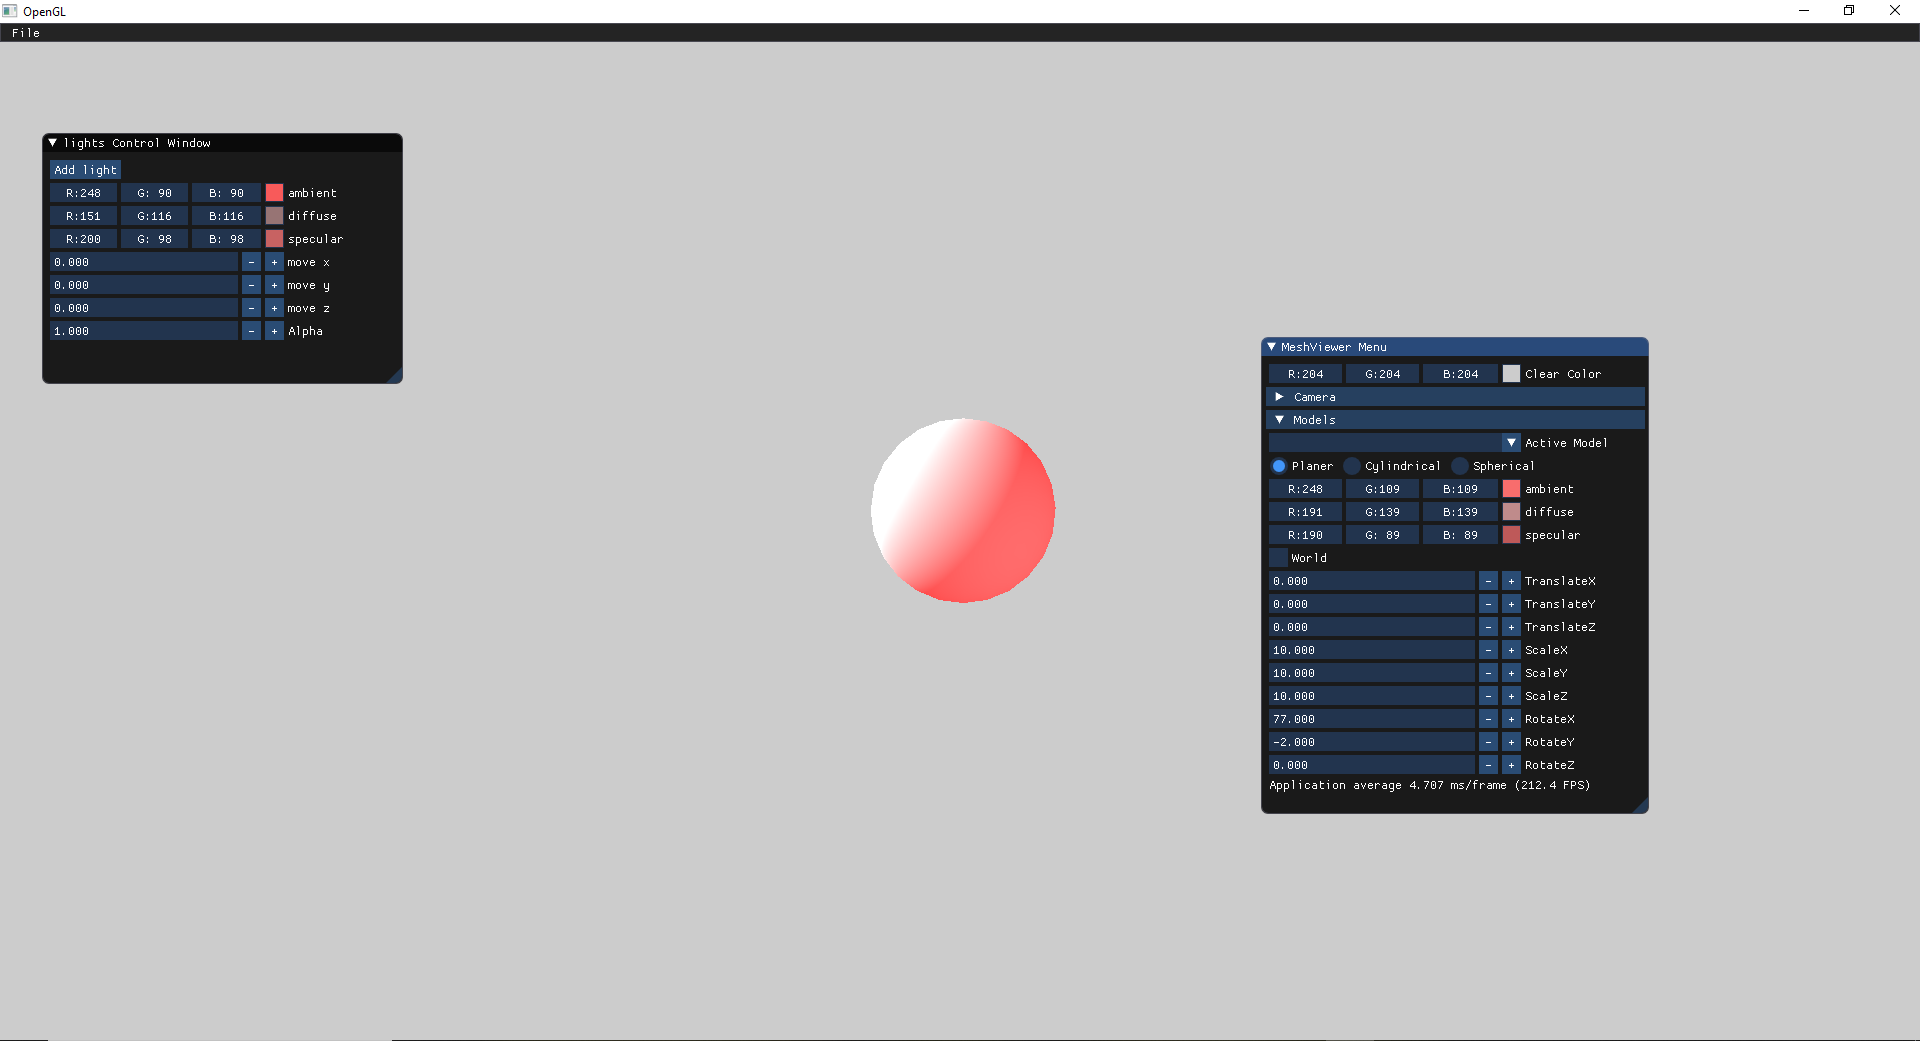 OpenGL
File
lights Control Window
Add light
R:248 G: 90 B: 90 ambient
R:151 G:116 B:116 diffuse
R:200 G: 98 B: 98 specular
0.000 - + move x
0.000 - + move y
0.000 - + move z
1.000 - + Alpha
MeshViewer Menu
R:204 G:204 B:204 Clear Color
Camera
Models
Active Model
Planer Cylindrical Spherical
R:248 G:109 B:109 ambient
R:191 G:139 B:139 diffuse
R:190 G: 89 B: 89 specular
World
0.000 - + TranslateX
0.000 - + TranslateY
0.000 - + TranslateZ
10.000 - + ScaleX
10.000 - + ScaleY
10.000 - + ScaleZ
77.000 - + RotateX
-2.000 - + RotateY
0.000 - + RotateZ
Application average 4.707 ms/frame (212.4 FPS)